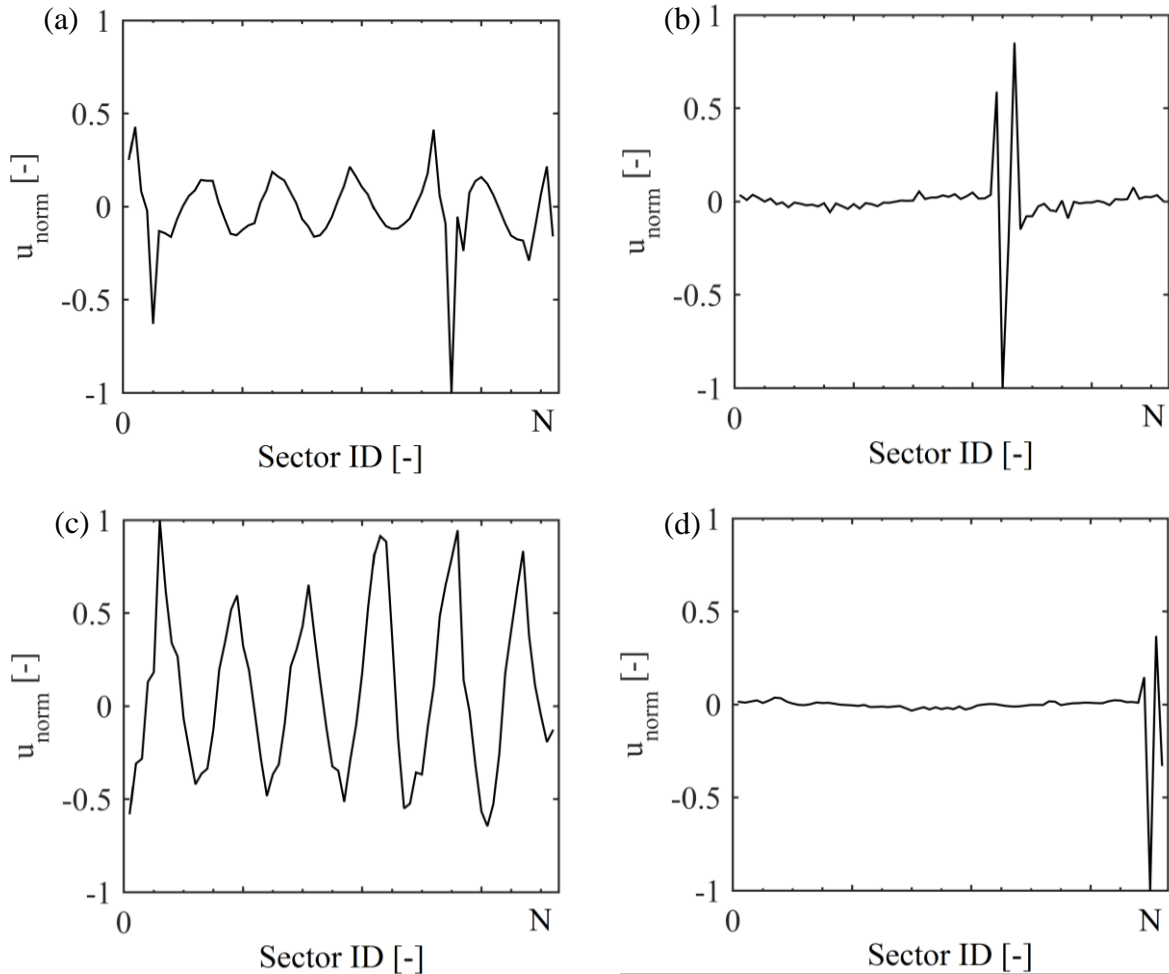 (a)
1
0.5
0
-0.5
-1
u_norm [-]
0
N
Sector ID [-]
(b)
1
0.5
0
-0.5
-1
u_norm [-]
0
N
Sector ID [-]
(c)
1
0.5
0
-0.5
-1
u_norm [-]
0
N
Sector ID [-]
(d)
1
0.5
0
-0.5
-1
u_norm [-]
0
N
Sector ID [-]